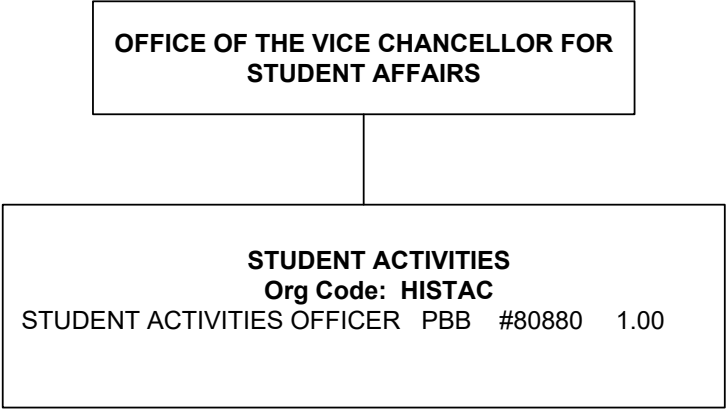 OFFICE OF THE VICE CHANCELLOR FOR
STUDENT AFFAIRS
STUDENT ACTIVITIES
Org Code: HISTAC
STUDENT ACTIVITIES OFFICER PBB #80880 1.00